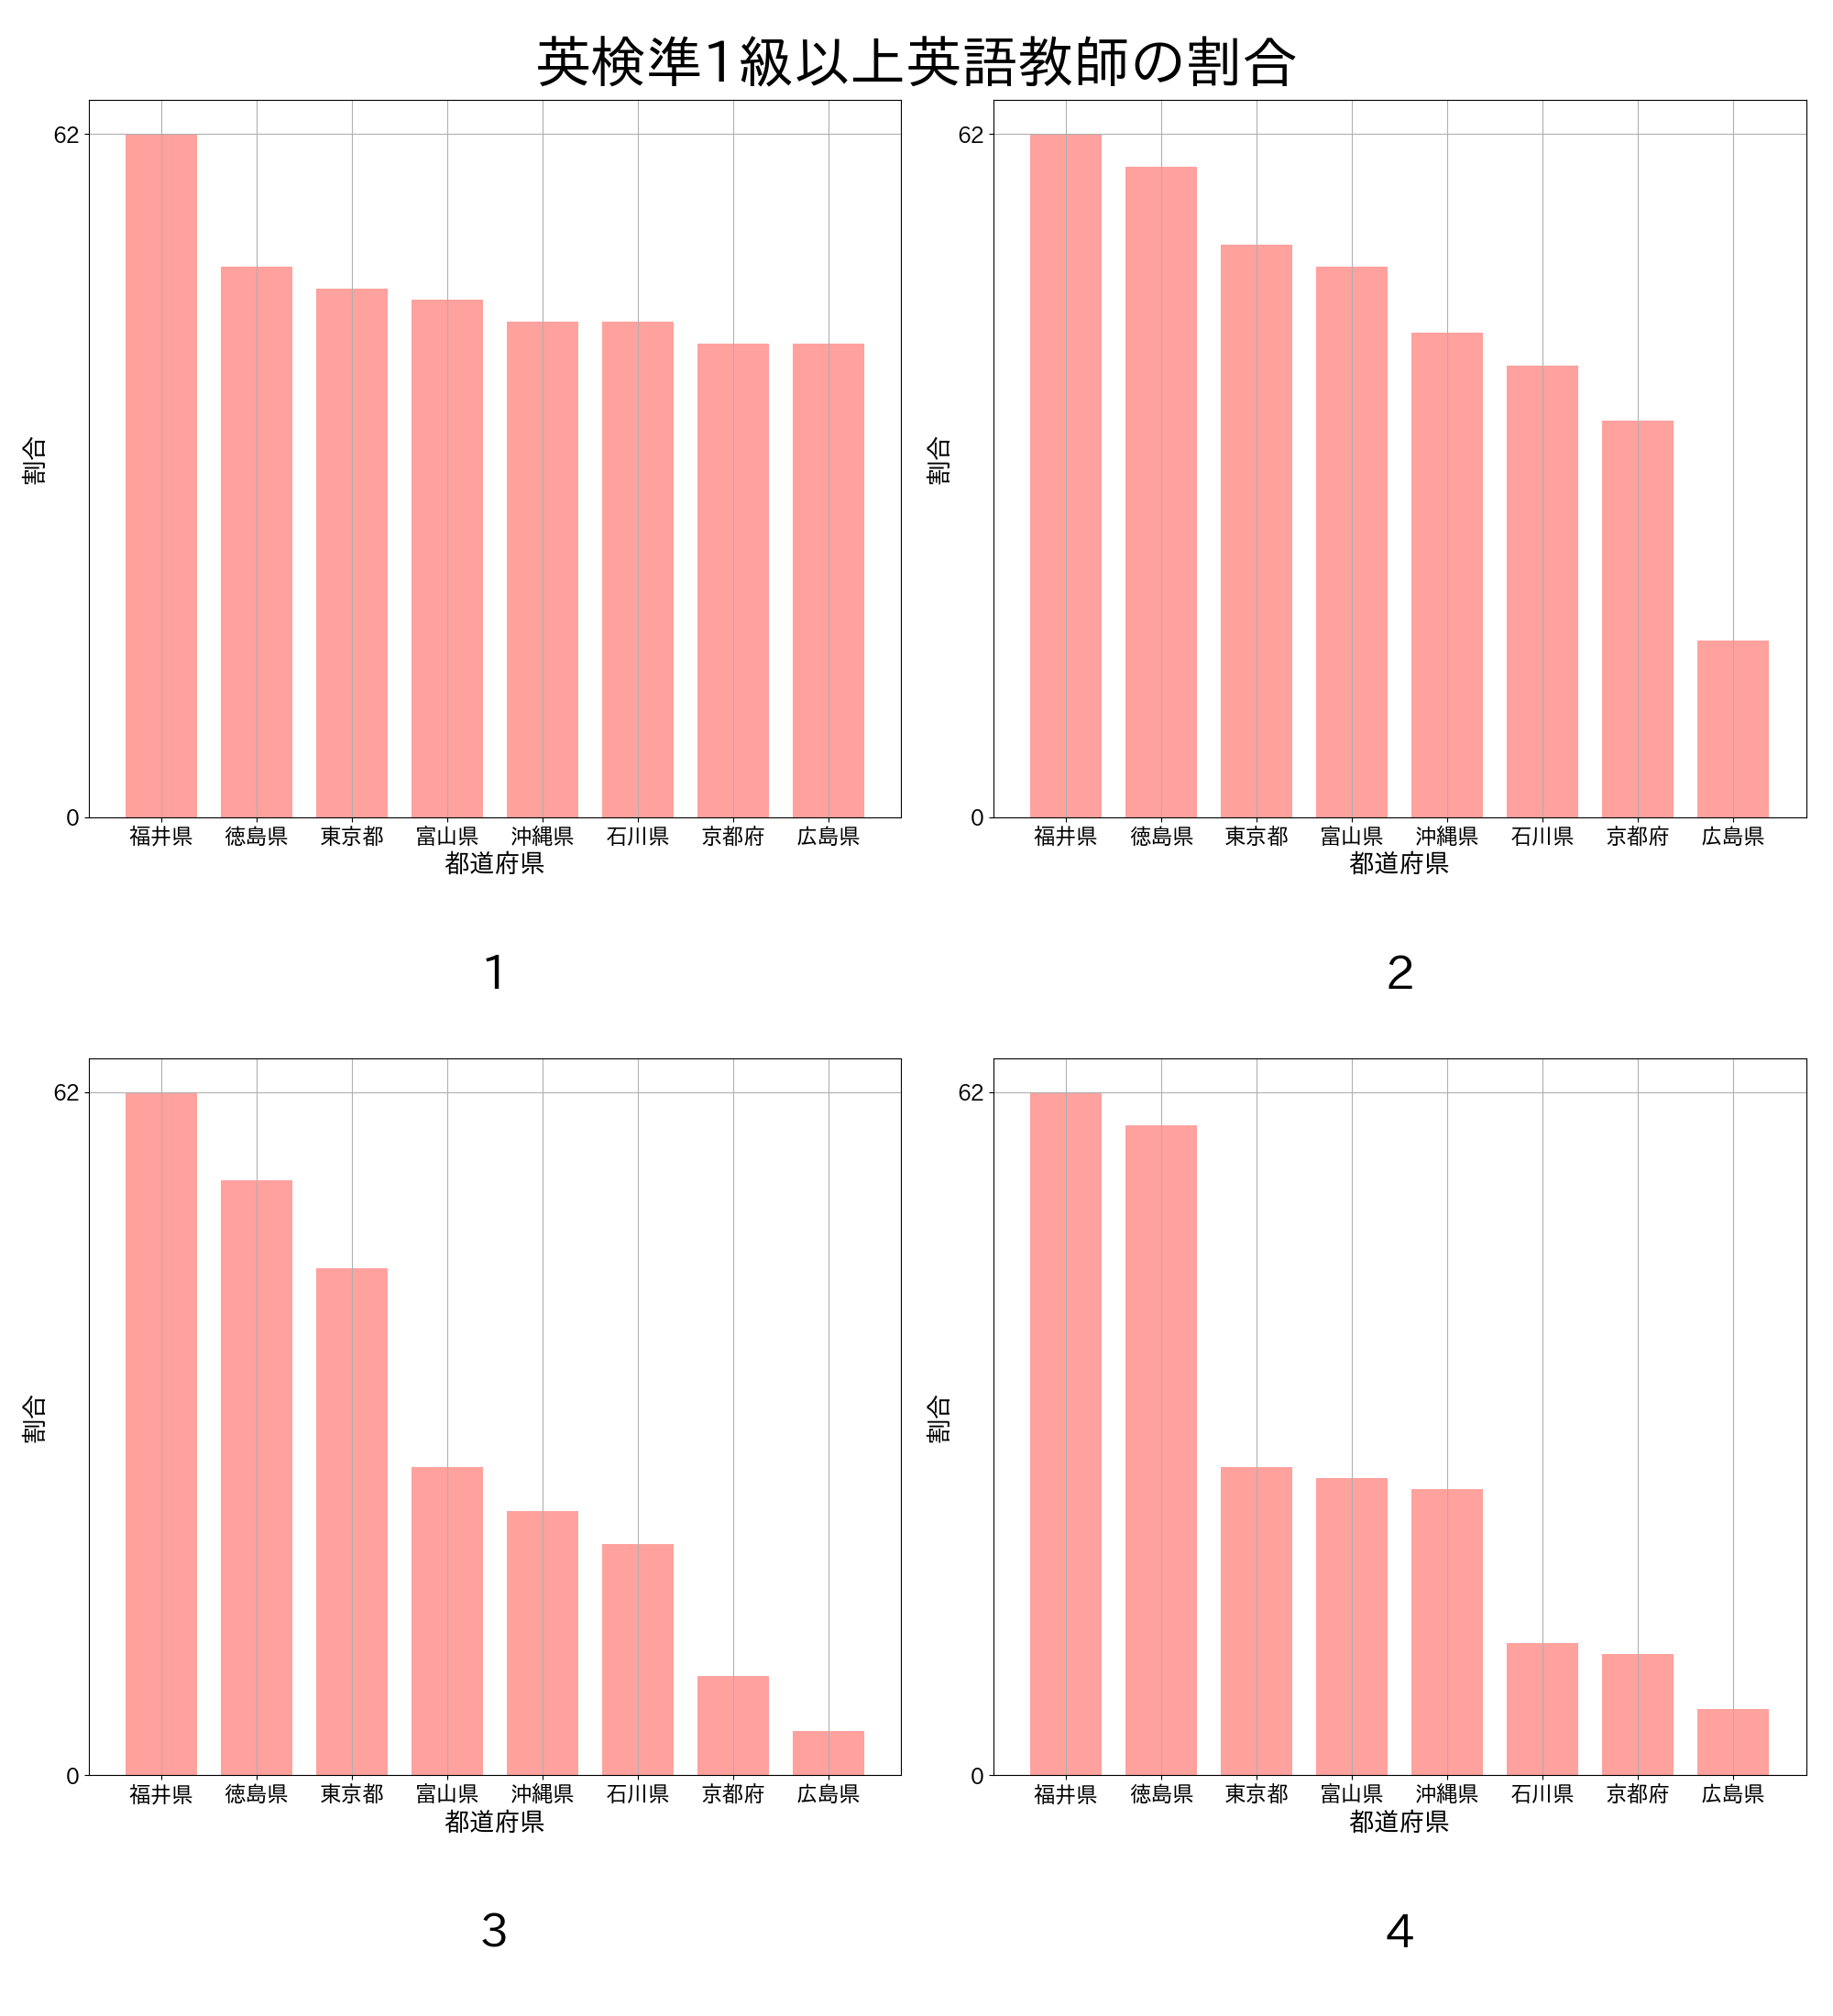 英検準1級以上英語教師の割合
62
0
割合
福井県 徳島県 東京都 富山県 沖縄県 石川県 京都府 広島県
都道府県
1
62
0
割合
福井県 徳島県 東京都 富山県 沖縄県 石川県 京都府 広島県
都道府県
2
62
0
割合
福井県 徳島県 東京都 富山県 沖縄県 石川県 京都府 広島県
都道府県
3
62
0
割合
福井県 徳島県 東京都 富山県 沖縄県 石川県 京都府 広島県
都道府県
4